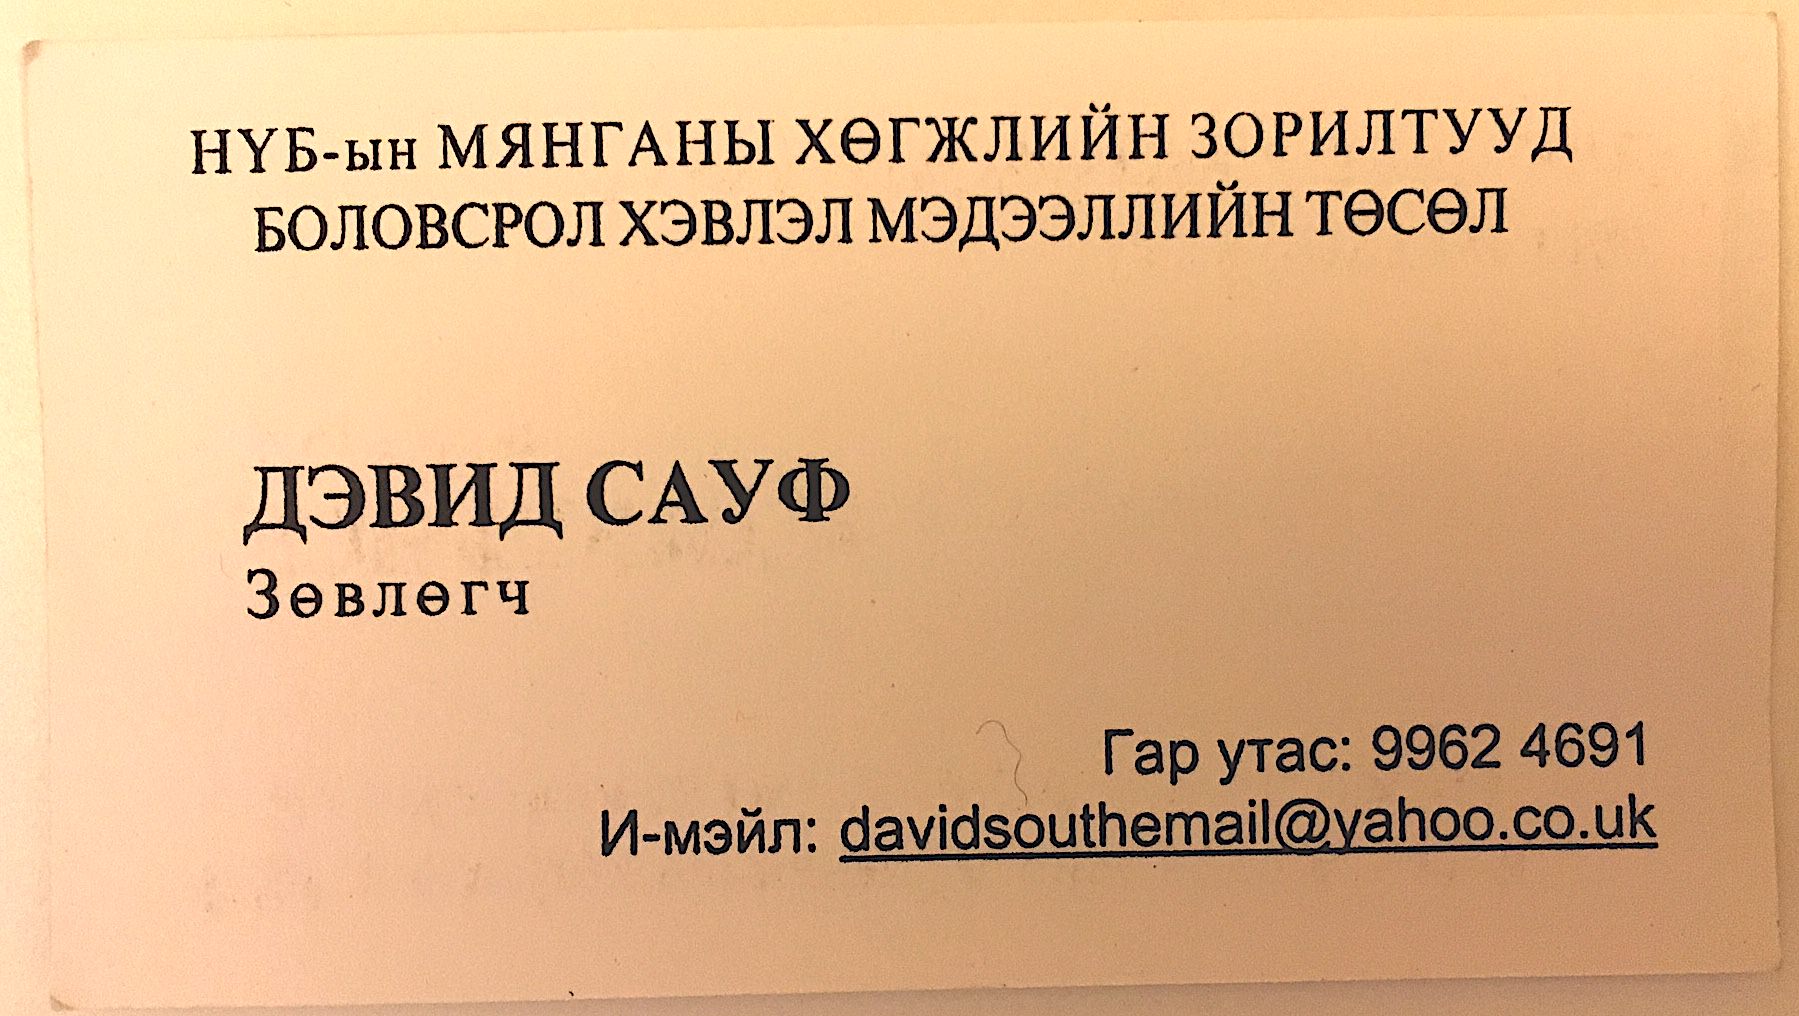 НҮБ-ын МЯНГАНЫ ХӨГЖЛИЙН ЗОРИЛТУУД
БОЛОВСРОЛ ХЭВЛЭЛ МЭДЭЭЛЛИЙН ТӨСӨЛ
ДЭВИД САУФ
Зөвлөгч
Гар утас: 9962 4691
И-мэйл: davidsouthemail@yahoo.co.uk